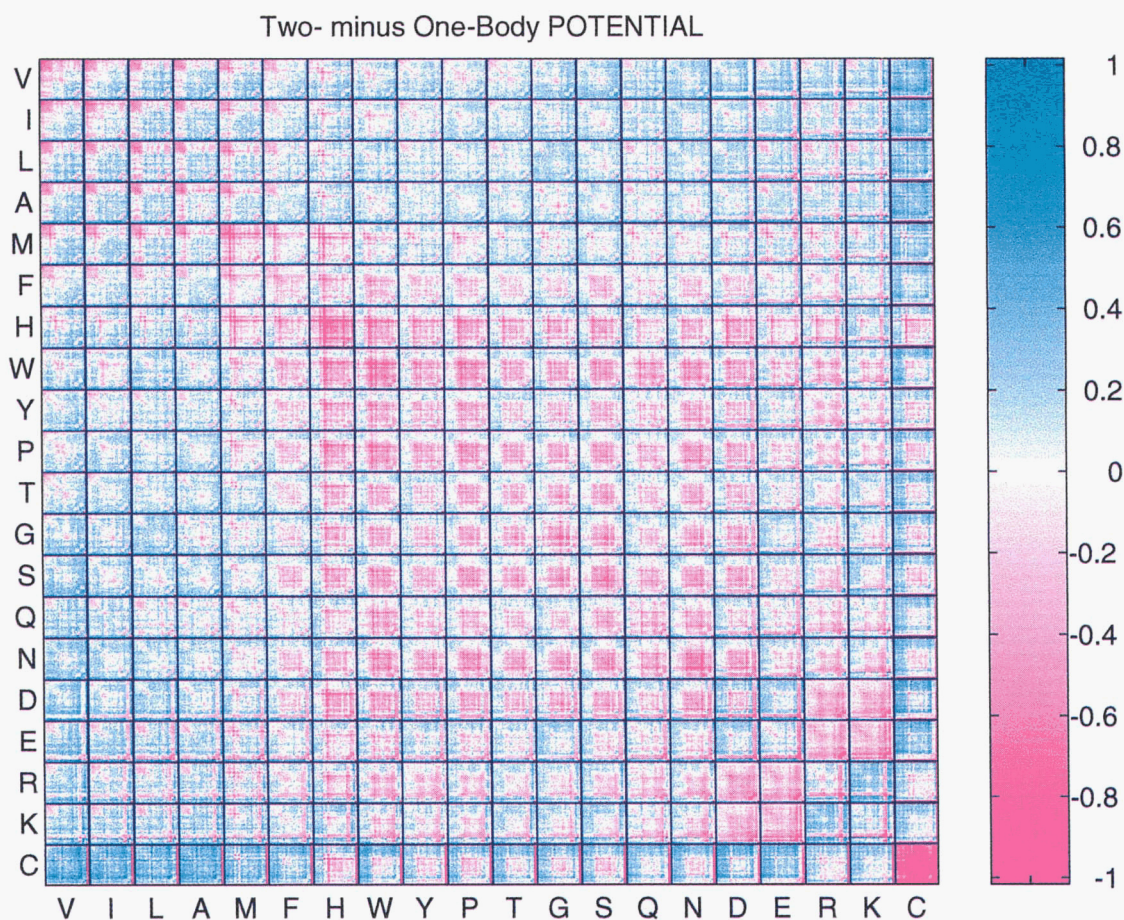 Two- minus One-Body POTENTIAL
V
I
L
A
M
F
H
W
Y
P
T
G
S
Q
N
D
E
R
K
C
V I L A M F H W Y P T G S Q N D E R K C
1
0.8
0.6
0.4
0.2
0
-0.2
-0.4
-0.6
-0.8
-1